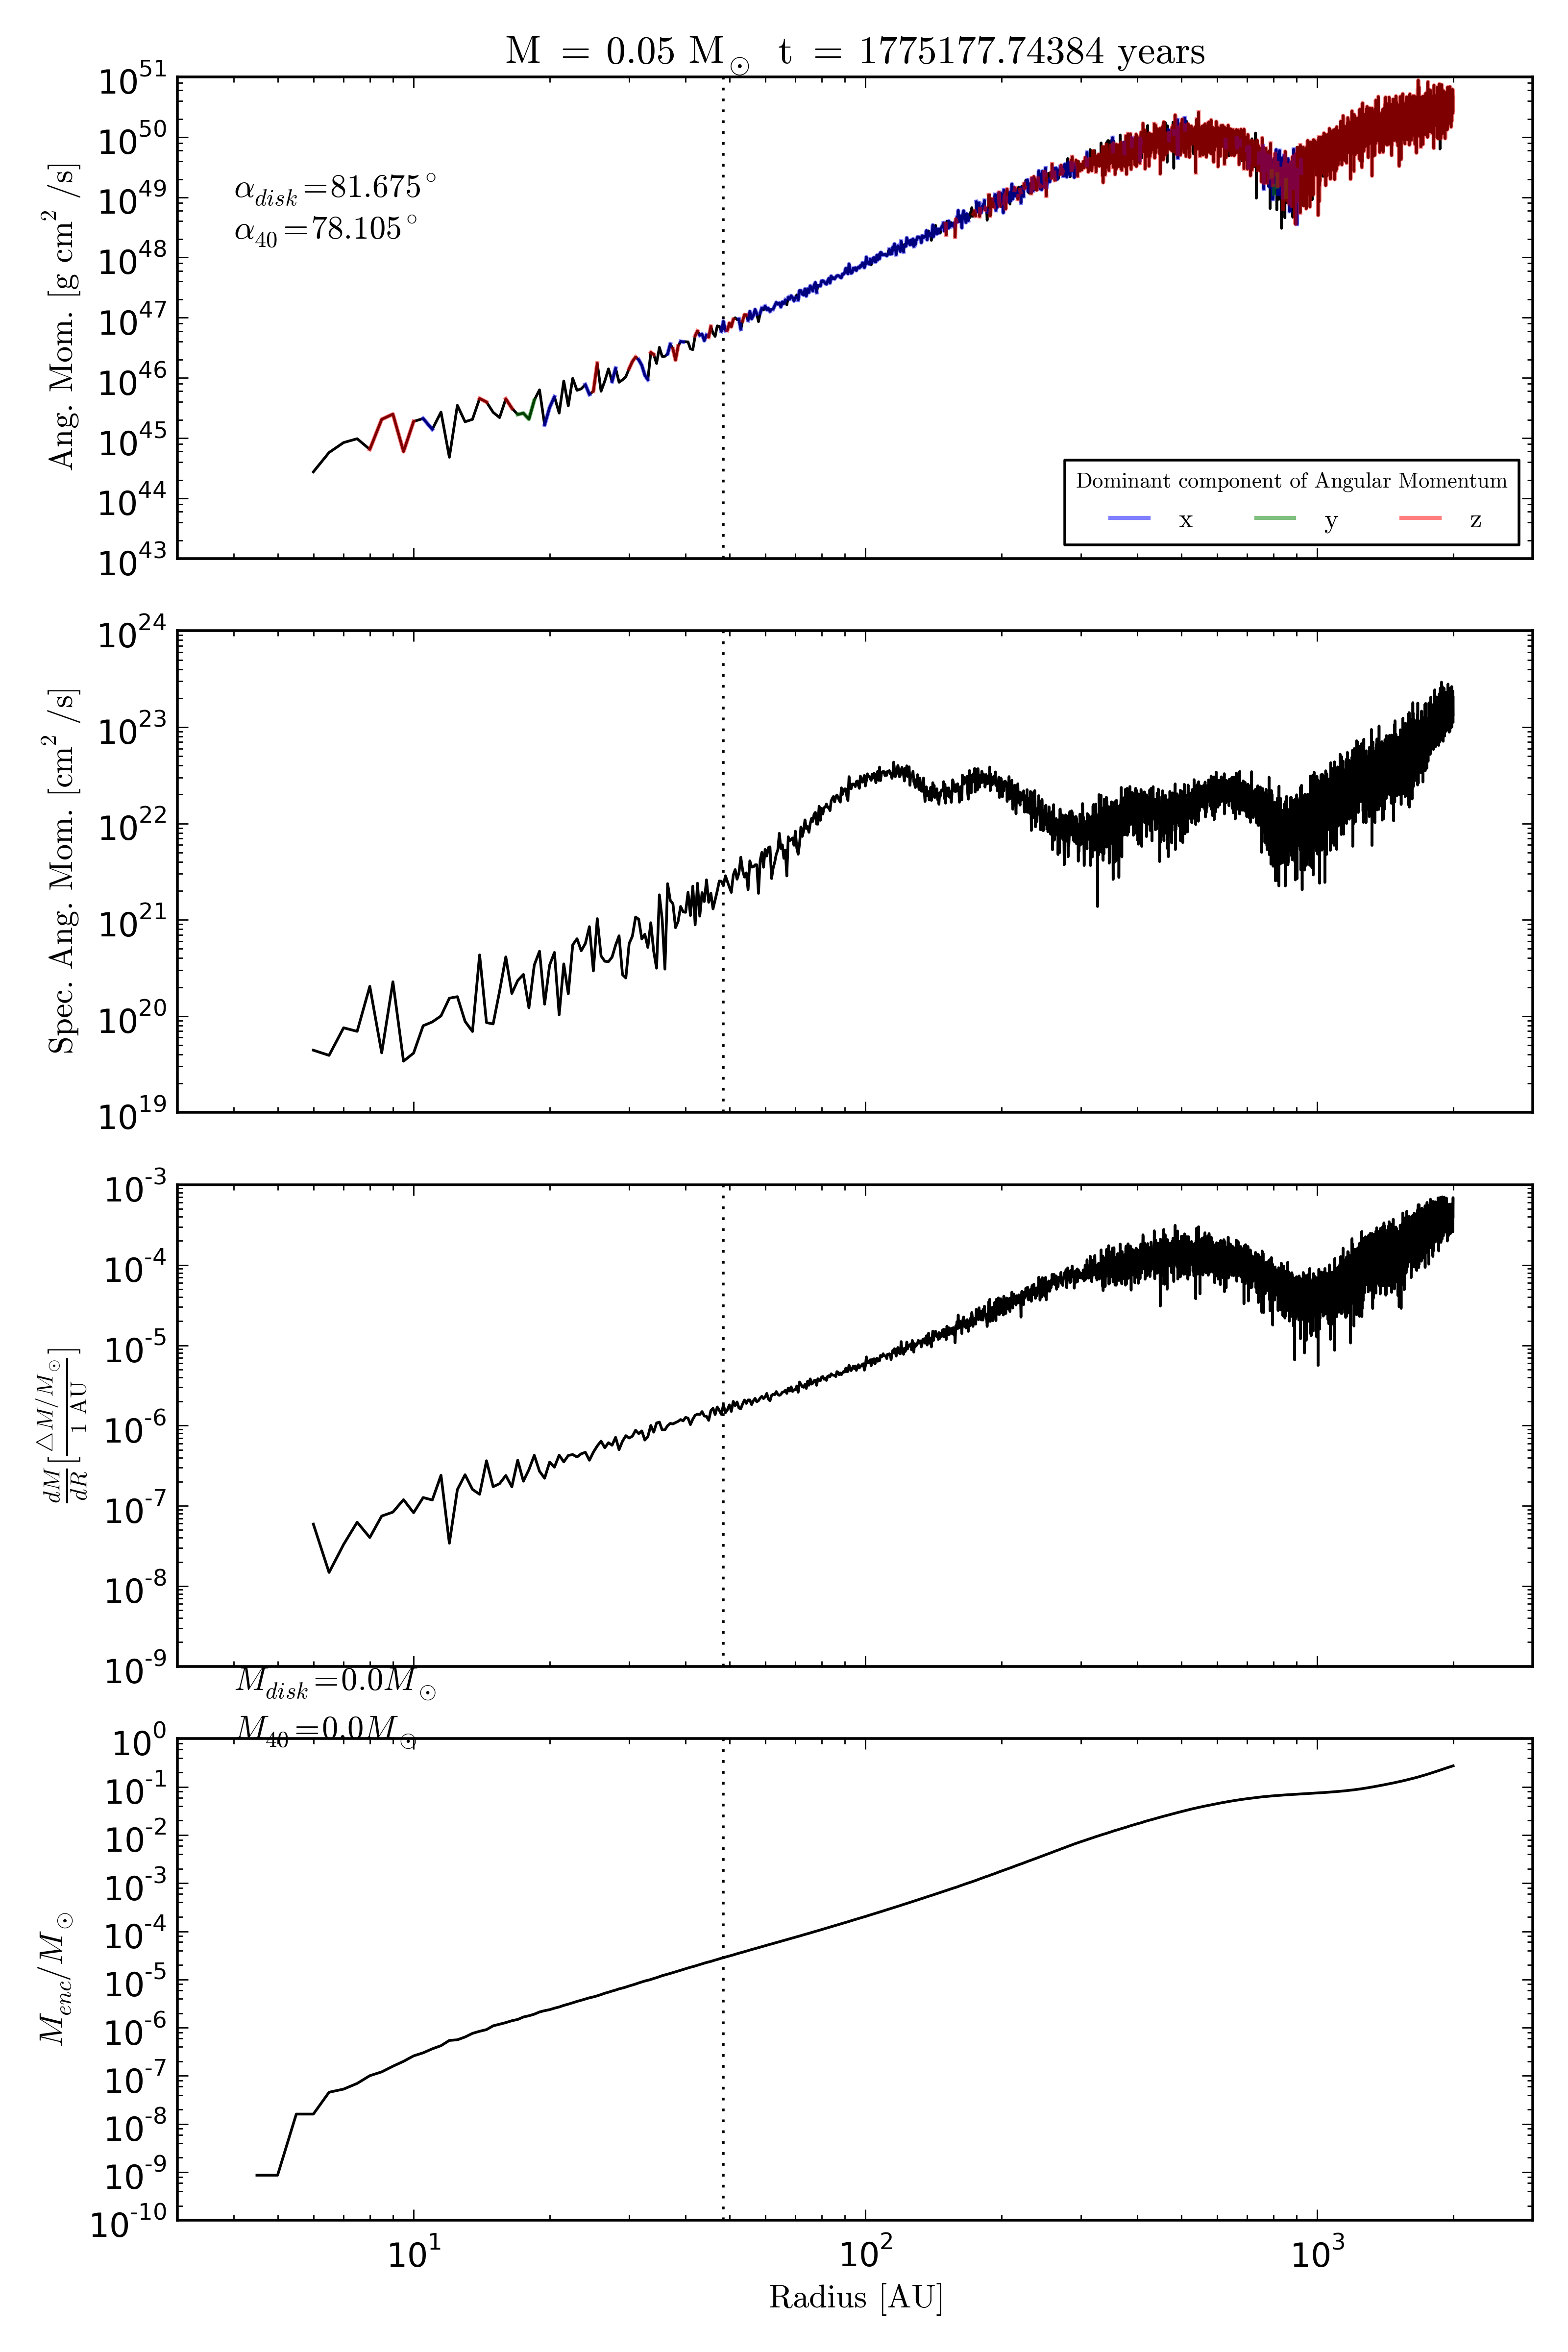 M = 0.05 M☉ t = 1775177.74384 years
10^51
10^50
10^49
10^48
10^47
10^46
10^45
10^44
10^43
Ang. Mom. [g cm^2 /s]
α_disk=81.675°
α_40=78.105°
Dominant component of Angular Momentum
x y z
10^24
10^23
10^22
10^21
10^20
10^19
Spec. Ang. Mom. [cm^2 /s]
10^-3
10^-4
10^-5
10^-6
10^-7
10^-8
10^-9
dM/dR [△M/M☉ / 1 AU]
M_disk=0.0M☉
M_40=0.0M☉
10^0
10^-1
10^-2
10^-3
10^-4
10^-5
10^-6
10^-7
10^-8
10^-9
10^-10
M_enc/M☉
10^1 10^2 10^3
Radius [AU]